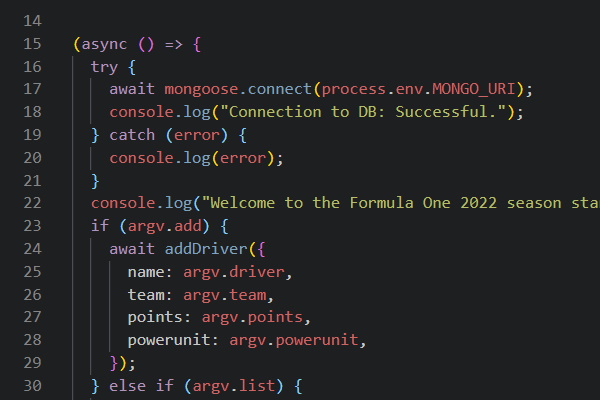 14
15 (async () => {
16 try {
17 await mongoose.connect(process.env.MONGO_URI);
18 console.log("Connection to DB: Successful.");
19 } catch (error) {
20 console.log(error);
21 }
22 console.log("Welcome to the Formula One 2022 season sta
23 if (argv.add) {
24 await addDriver({
25 name: argv.driver,
26 team: argv.team,
27 points: argv.points,
28 powerunit: argv.powerunit,
29 });
30 } else if (argv.list) {